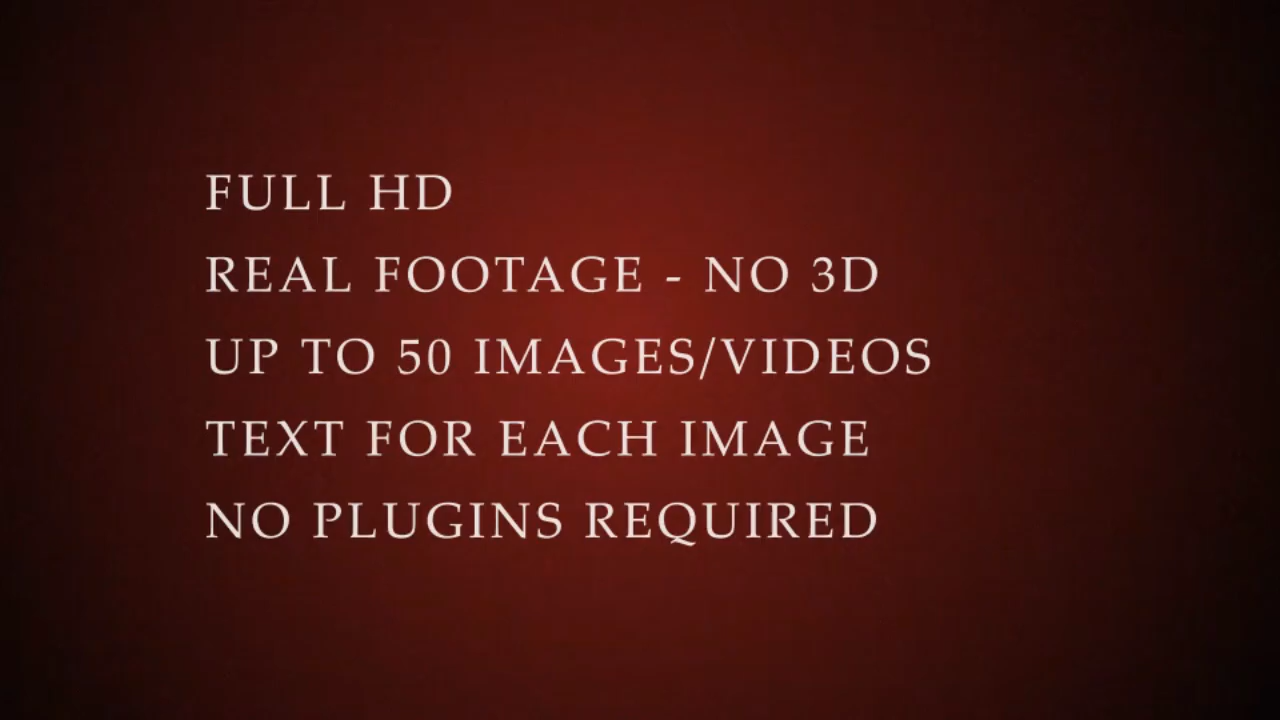 FULL HD
REAL FOOTAGE - NO 3D
UP TO 50 IMAGES/VIDEOS
TEXT FOR EACH IMAGE
NO PLUGINS REQUIRED